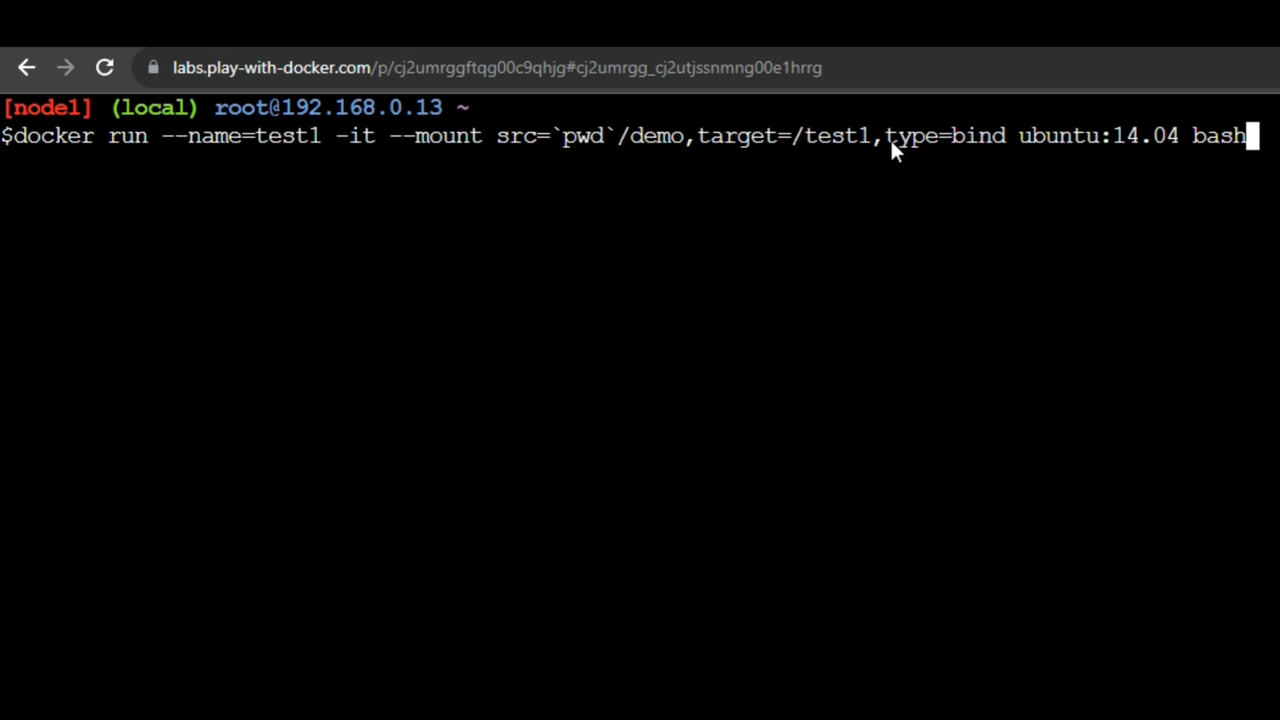 labs.play-with-docker.com/p/cj2umrggftqg00c9qhjg#cj2umrgg_cj2utjssnmng00e1hrrg
[node1] (local) root@192.168.0.13 ~
$docker run --name=test1 -it --mount src=`pwd`/demo,target=/test1,type=bind ubuntu:14.04 bash